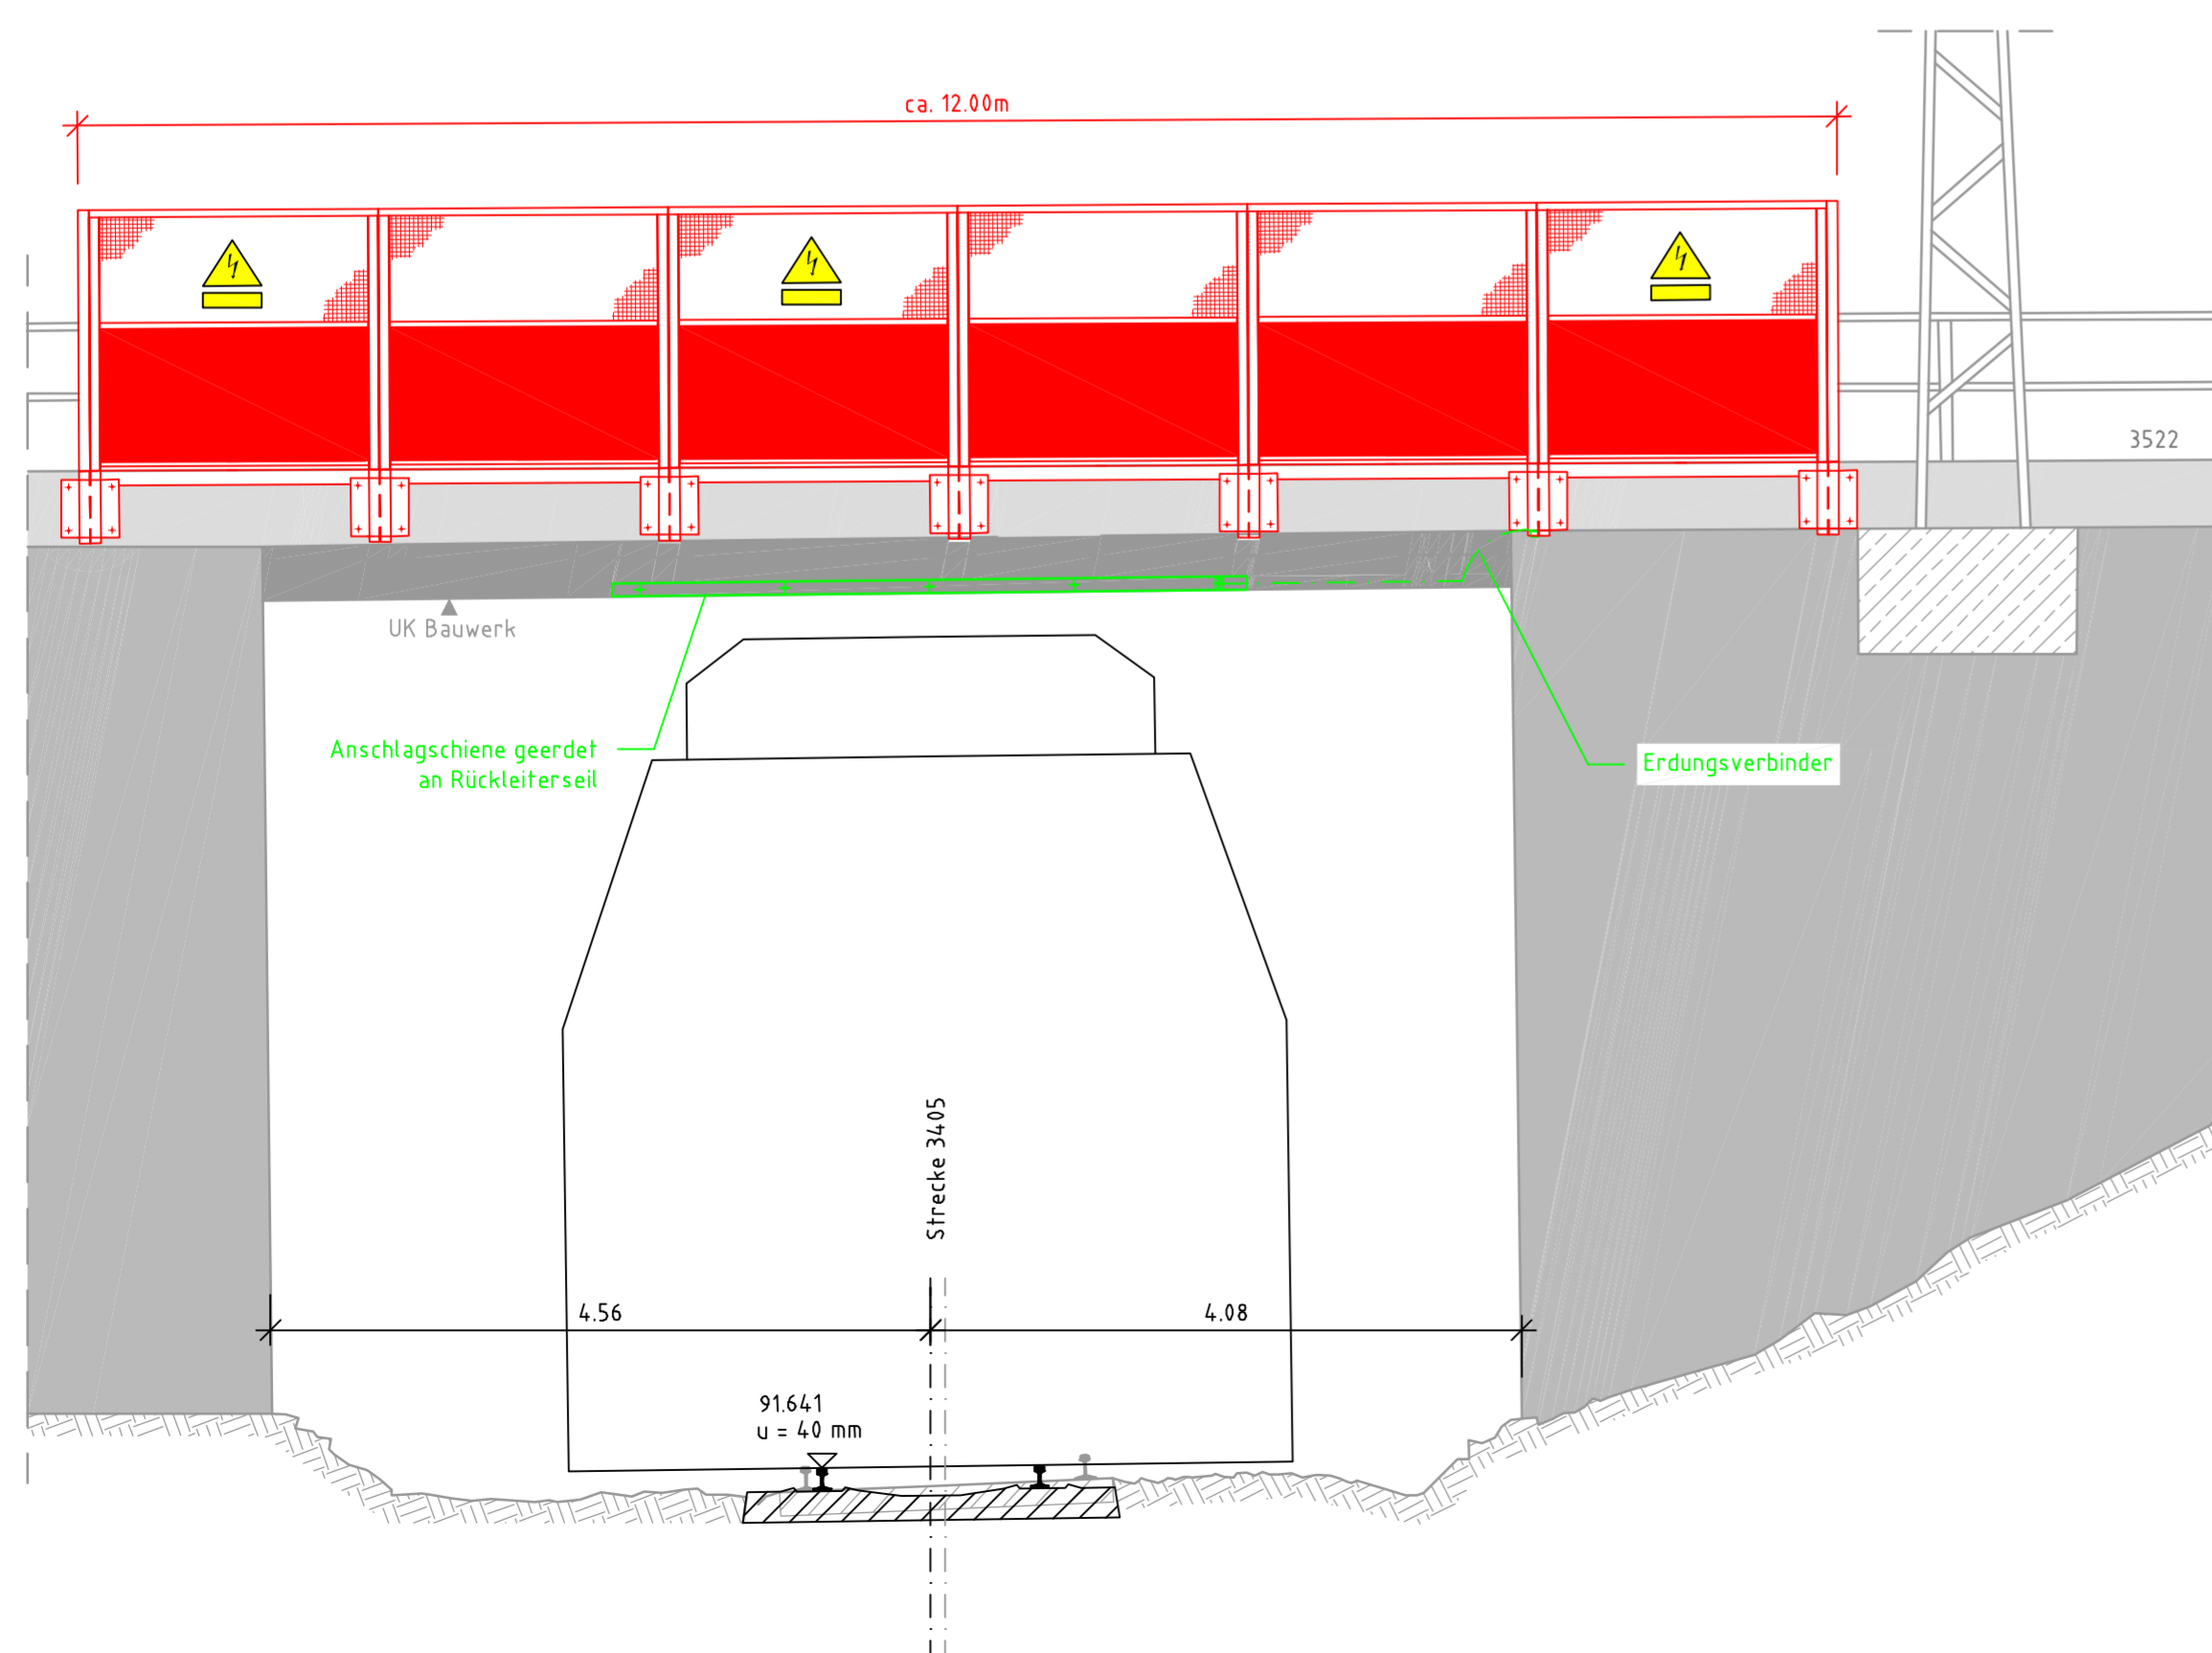 ca. 12.00m
3522
UK Bauwerk
Anschlagschiene geerdet
an Rückleiterseil
Erdungsverbinder
Strecke 3405
4.56
4.08
91.641
u = 40 mm